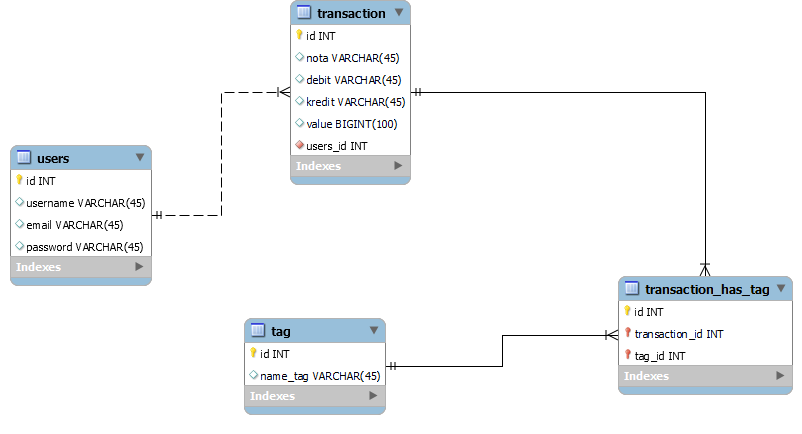 transaction
id INT
nota VARCHAR(45)
debit VARCHAR(45)
kredit VARCHAR(45)
value BIGINT(100)
users_id INT
Indexes
users
id INT
username VARCHAR(45)
email VARCHAR(45)
password VARCHAR(45)
Indexes
transaction_has_tag
id INT
transaction_id INT
tag_id INT
Indexes
tag
id INT
name_tag VARCHAR(45)
Indexes